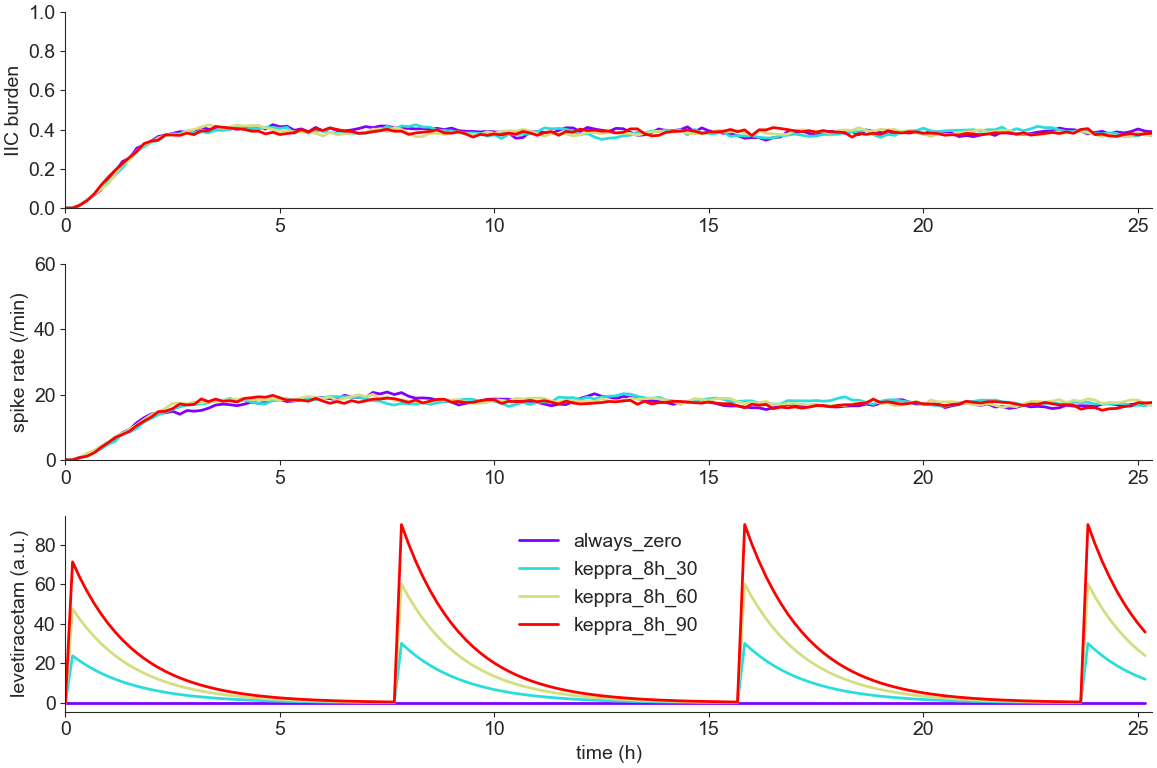 IIC burden
1.0
0.8
0.6
0.4
0.2
0.0
0 5 10 15 20 25
spike rate (/min)
60
40
20
0
0 5 10 15 20 25
levetiracetam (a.u.)
80
60
40
20
0
always_zero
keppra_8h_30
keppra_8h_60
keppra_8h_90
0 5 10 15 20 25
time (h)